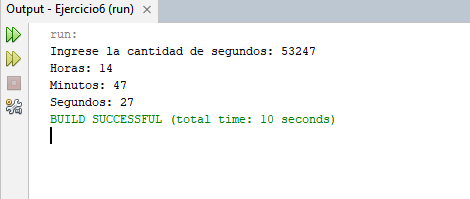 Output - Ejercicio6 (run) ×
run:
Ingrese la cantidad de segundos: 53247
Horas: 14
Minutos: 47
Segundos: 27
BUILD SUCCESSFUL (total time: 10 seconds)